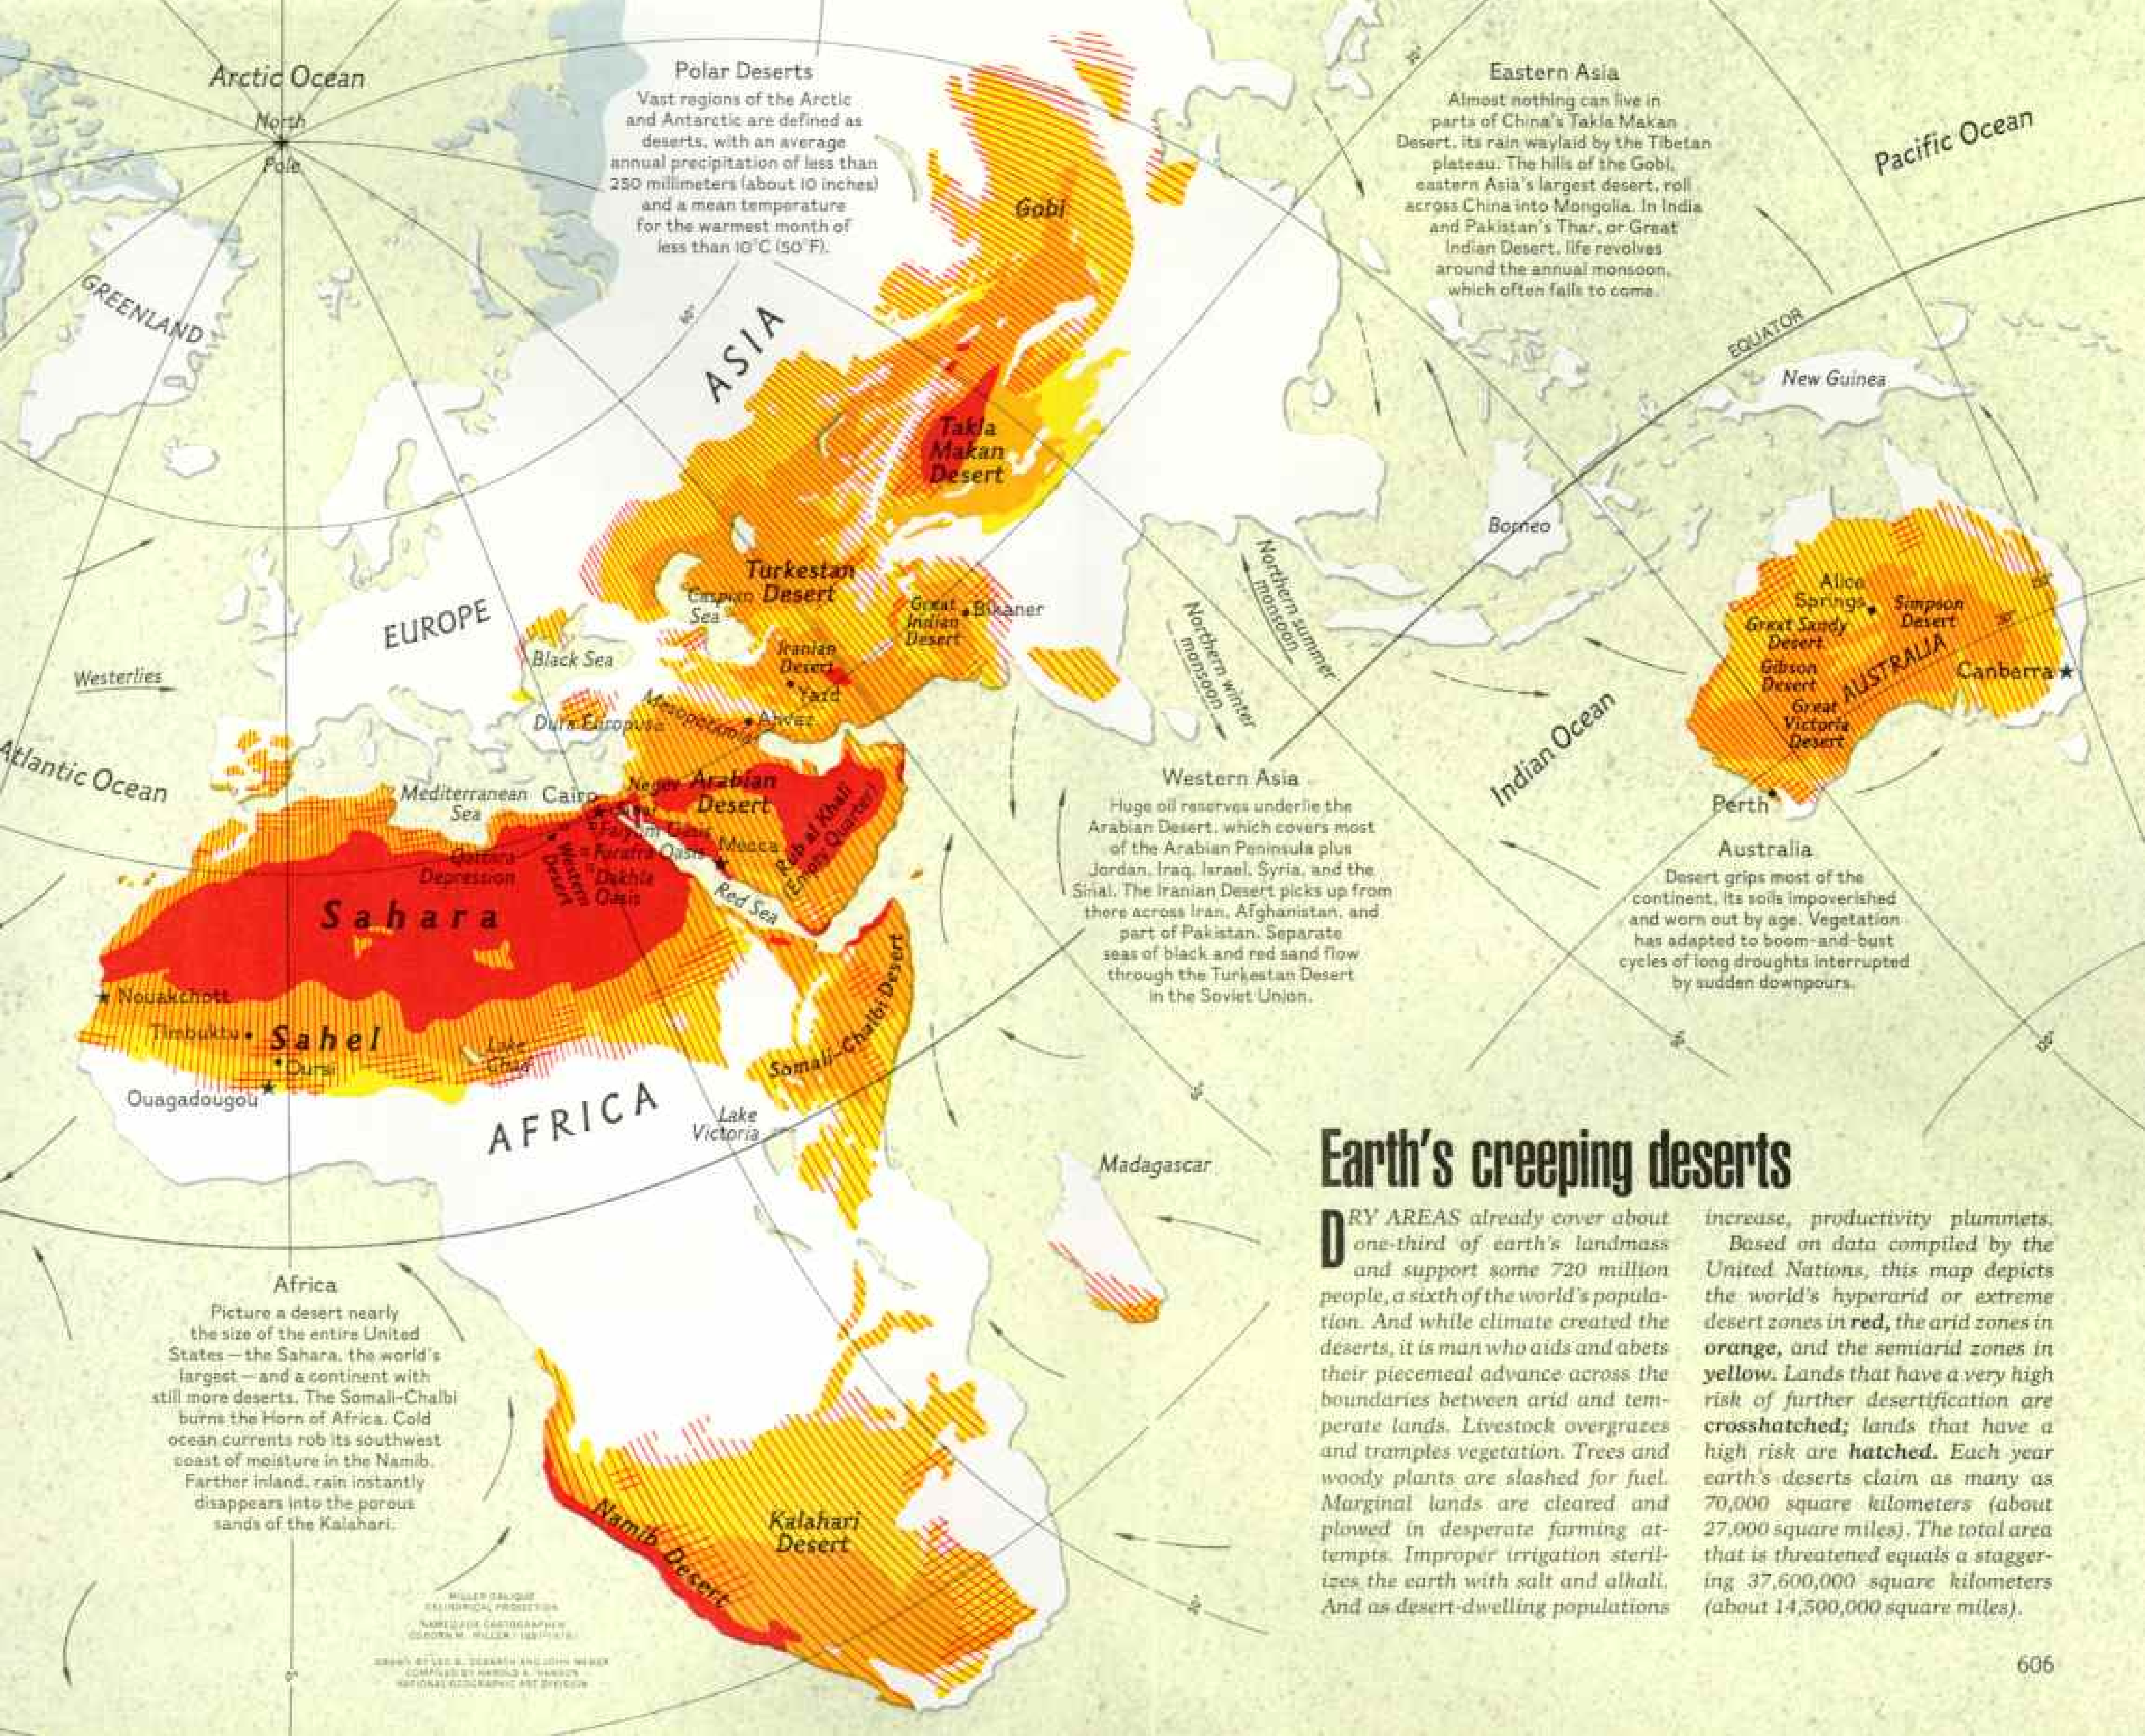 Arctic Ocean
North
Pole
GREENLAND
Polar Deserts
Vast regions of the Arctic
and Antarctic are defined as
deserts, with an average
annual precipitation of less than
250 millimeters (about 10 inches)
and a mean temperature
for the warmest month of
less than 10°C (50°F).
Eastern Asia
Almost nothing can live in
parts of China's Takla Makan
Desert, its rain waylaid by the Tibetan
plateau. The hills of the Gobi,
eastern Asia's largest desert, roll
across China into Mongolia. In India
and Pakistan's Thar, or Great
Indian Desert, life revolves
around the annual monsoon,
which often fails to come.
Pacific Ocean
EQUATOR
New Guinea
Borneo
Gobi
ASIA
60°
30°
Takla
Makan
Desert
Turkestan
Desert
Caspian
Sea
Great
Indian
Desert
Bikaner
Iranian
Desert
Yazd
Ahvaz
Mesopotamia
Dura Europus
Black Sea
EUROPE
Westerlies
Atlantic Ocean
Mediterranean
Sea
Cairo
Negev
Sinai
Arabian
Desert
Rub al Khali
(Empty Quarter)
Mecca
Red Sea
Faiyum Oasis
Farafra Oasis
Dakhla
Oasis
Western
Desert
Qattara
Depression
Sahara
Nouakchott
Timbuktu
Sahel
Oursi
Ouagadougou
Lake
Chad
AFRICA
Somali-Chalbi Desert
Lake
Victoria
Madagascar
Northern summer
monsoon
Northern winter
monsoon
Indian Ocean
Alice
Springs
Simpson
Desert
Great Sandy
Desert
Gibson
Desert
AUSTRALIA
Great
Victoria
Desert
Canberra
Perth
30°
Western Asia
Huge oil reserves underlie the
Arabian Desert, which covers most
of the Arabian Peninsula plus
Jordan, Iraq, Israel, Syria, and the
Sinai. The Iranian Desert picks up from
there across Iran, Afghanistan, and
part of Pakistan. Separate
seas of black and red sand flow
through the Turkestan Desert
in the Soviet Union.
Australia
Desert grips most of the
continent, its soils impoverished
and worn out by age. Vegetation
has adapted to boom-and-bust
cycles of long droughts interrupted
by sudden downpours.
Africa
Picture a desert nearly
the size of the entire United
States—the Sahara, the world's
largest—and a continent with
still more deserts. The Somali-Chalbi
burns the Horn of Africa. Cold
ocean currents rob its southwest
coast of moisture in the Namib.
Farther inland, rain instantly
disappears into the porous
sands of the Kalahari.
Namib Desert
Kalahari
Desert
MILLER OBLIQUE
CYLINDRICAL PROJECTION
NATIONAL GEOGRAPHIC ART DIVISION
0°
Earth's creeping deserts
DRY AREAS already cover about
one-third of earth's landmass
and support some 720 million
people, a sixth of the world's popula-
tion. And while climate created the
deserts, it is man who aids and abets
their piecemeal advance across the
boundaries between arid and tem-
perate lands. Livestock overgrazes
and tramples vegetation. Trees and
woody plants are slashed for fuel.
Marginal lands are cleared and
plowed in desperate farming at-
tempts. Improper irrigation steril-
izes the earth with salt and alkali.
And as desert-dwelling populations
increase, productivity plummets.
Based on data compiled by the
United Nations, this map depicts
the world's hyperarid or extreme
desert zones in red, the arid zones in
orange, and the semiarid zones in
yellow. Lands that have a very high
risk of further desertification are
crosshatched; lands that have a
high risk are hatched. Each year
earth's deserts claim as many as
70,000 square kilometers (about
27,000 square miles). The total area
that is threatened equals a stagger-
ing 37,600,000 square kilometers
(about 14,500,000 square miles).
606